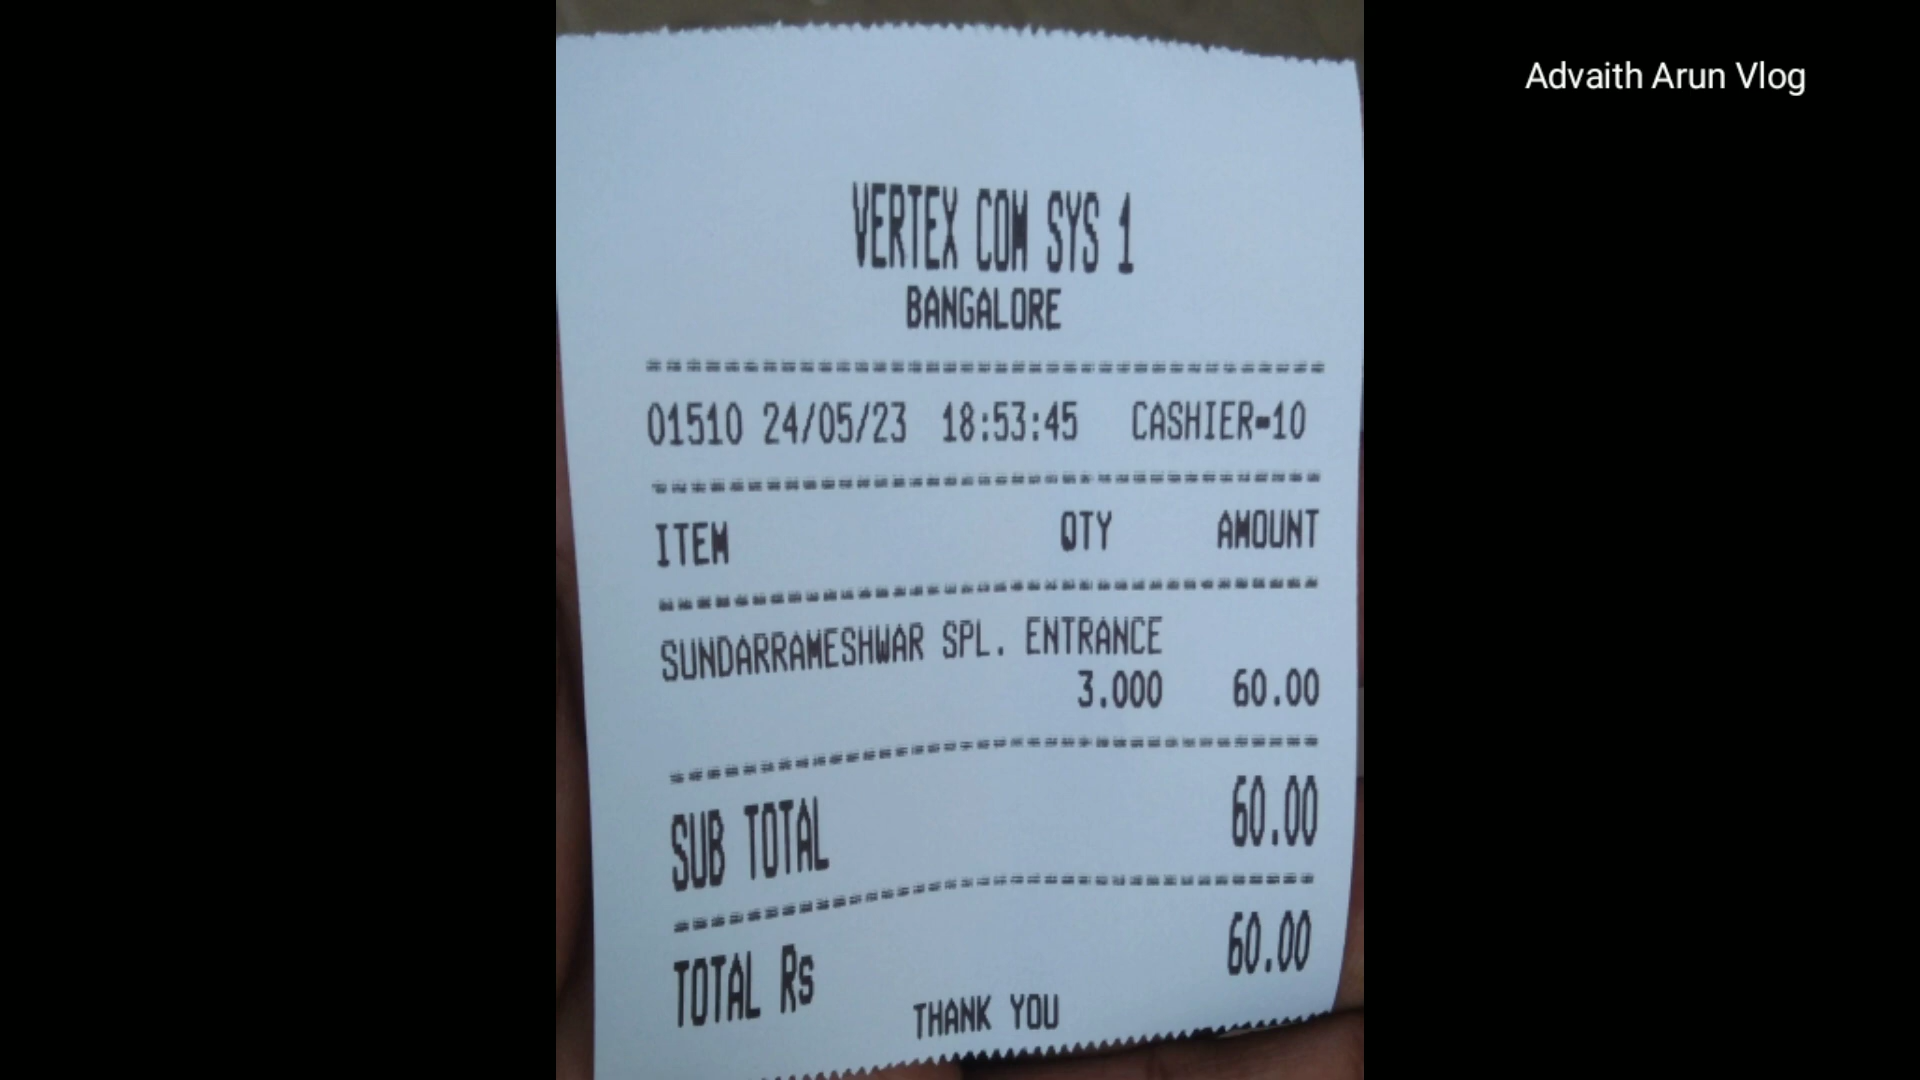 Advaith Arun Vlog
VERTEX COM SYS 1
BANGALORE
01510 24/05/23 18:53:45 CASHIER=10
ITEM QTY AMOUNT
SUNDARRAMESHWAR SPL. ENTRANCE
3.000 60.00
SUB TOTAL 60.00
TOTAL Rs 60.00
THANK YOU